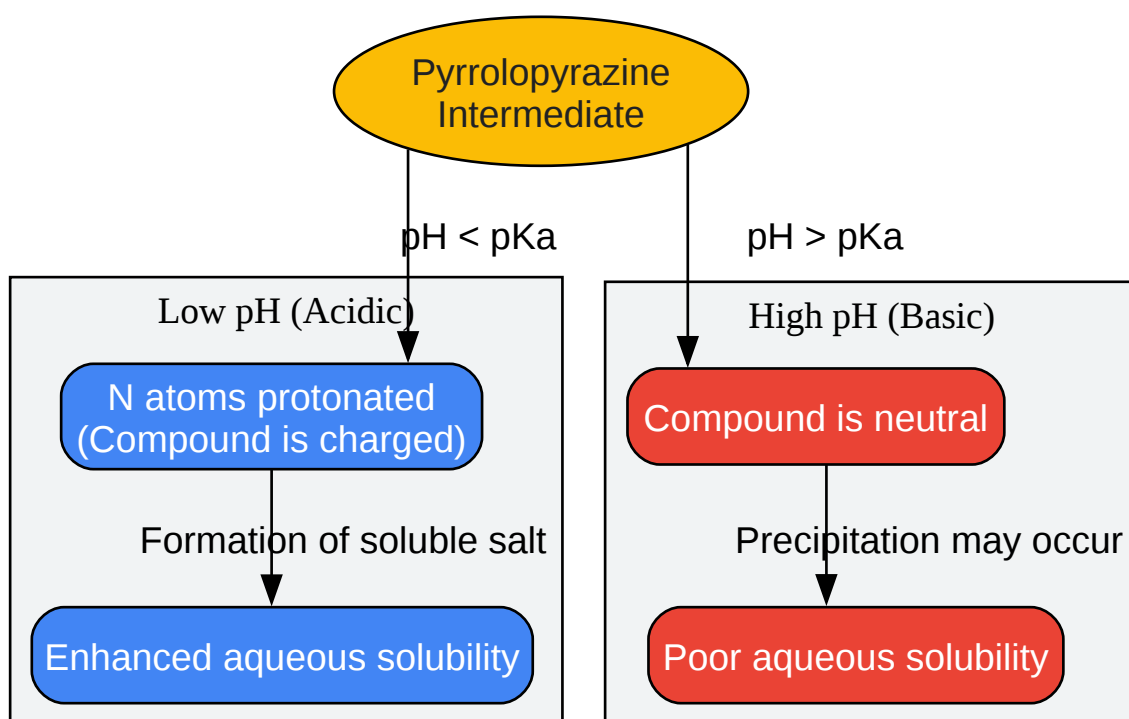 Pyrrolopyrazine
Intermediate
pH < pKa
pH > pKa
Low pH (Acidic)
High pH (Basic)
N atoms protonated
(Compound is charged)
Compound is neutral
Formation of soluble salt
Precipitation may occur
Enhanced aqueous solubility
Poor aqueous solubility